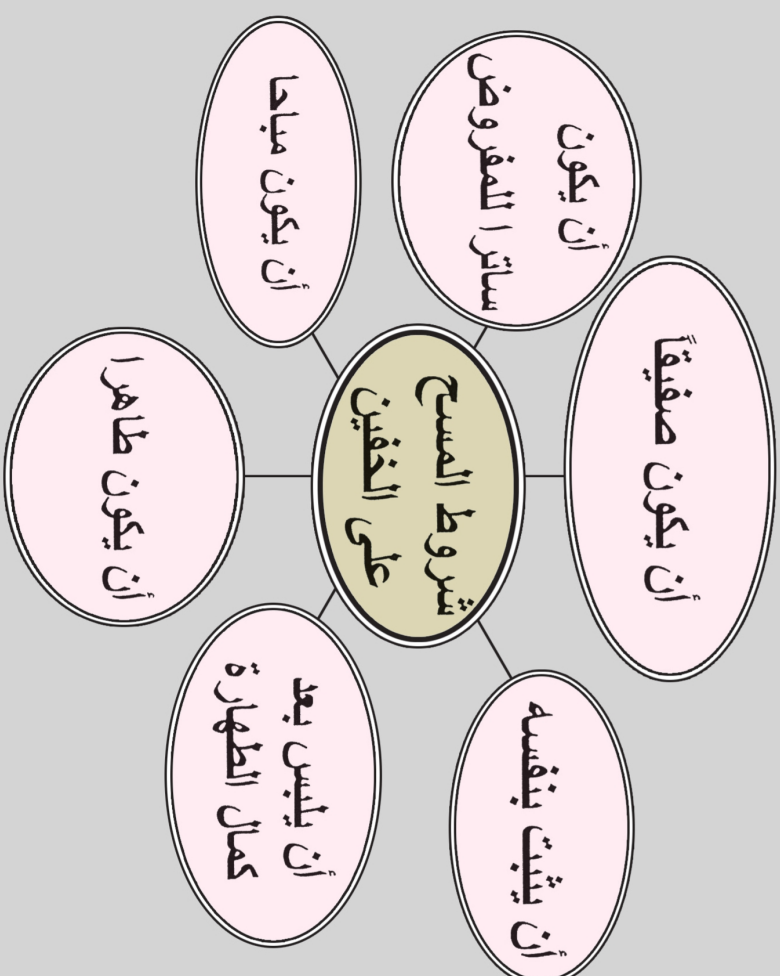 شروط المسح
على الخفين
أن يكون صفيقاً
أن يكون
ساترا للمفروض
أن يكون مباحا
أن يكون طاهرا
أن يلبس بعد
كمال الطهارة
أن يثبت بنفسه